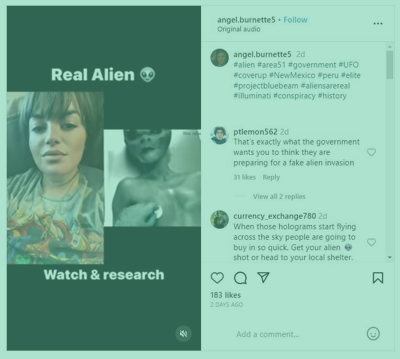 angel.burnette5 • Follow
Original audio
Real Alien 👽
Watch & research
angel.burnette5 2d
#alien #area51 #government #UFO
#coverup #NewMexico #peru #elite
#projectbluebeam #aliensarereal
#illuminati #conspiracy #history
ptlemon562 2d
That's exactly what the government
wants you to think they are
preparing for a fake alien invasion
31 likes Reply
View all 2 replies
currency_exchange780 2d
When those holograms start flying
across the sky people are going to
buy in so quick. Get your alien 👽
shot or head to your local shelter.
183 likes
2 DAYS AGO
Add a comment...